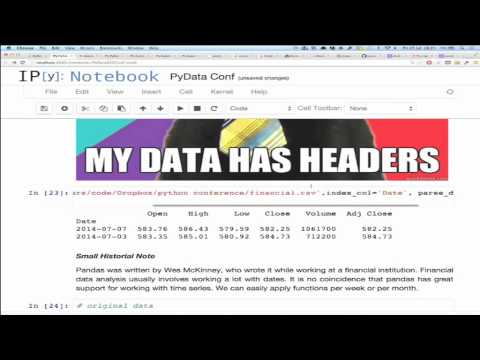 IP[y]: Notebook PyData Conf (unsaved changes)
File Edit View Insert Cell Kernel Help
Code Cell Toolbar: None
MY DATA HAS HEADERS
In [23]: rs/code/Dropbox/python conference/financial.csv',index_col='Date', parse_d
Open High Low Close Volume Adj Close
Date
2014-07-07 583.76 586.43 579.59 582.25 1061700 582.25
2014-07-03 583.35 585.01 580.92 584.73 712200 584.73
Small Historial Note
Pandas was written by Wes McKinney, who wrote it while working at a financial institution. Financial
data analysis usually involves working a lot with dates. It is no coincidence that pandas has great
support for working with time series. We can easily apply functions per week or per month.
In [24]: # original data